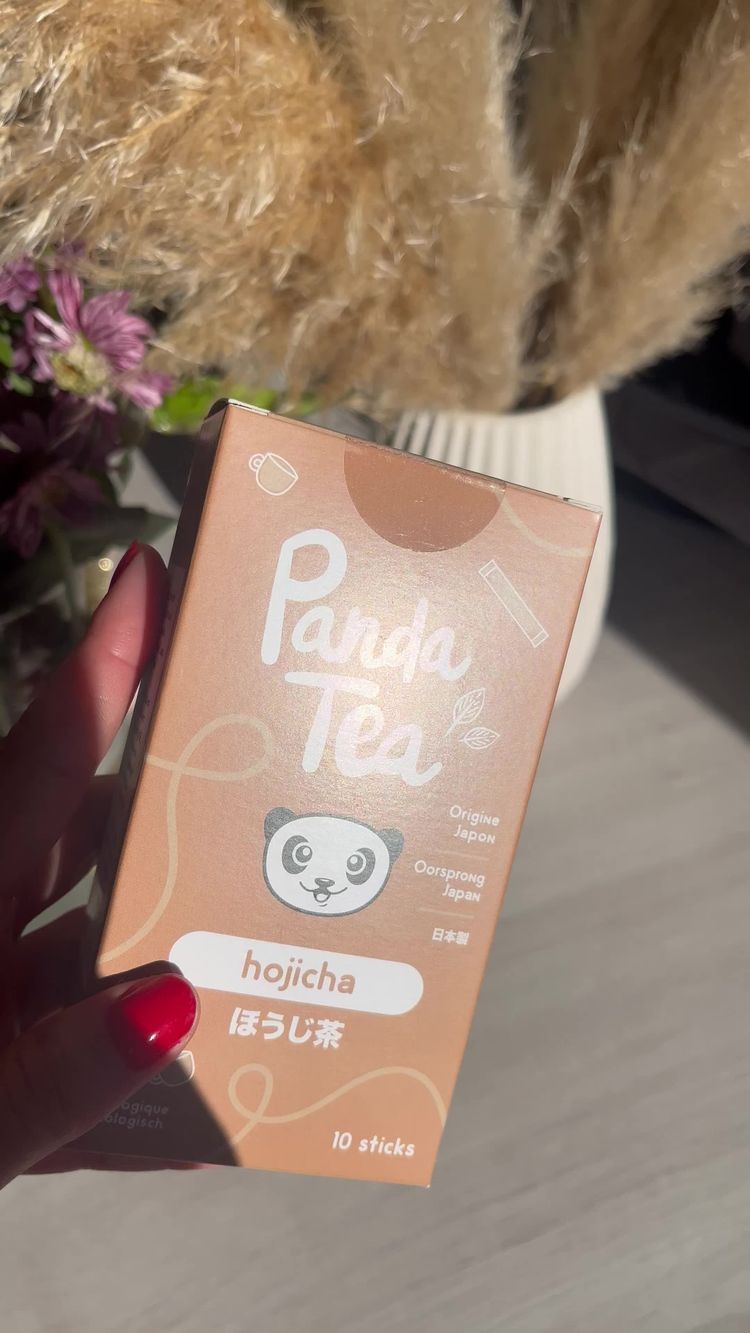 Panda
Tea
Origine
Japon
Oorsprong
Japan
日本製
hojicha
ほうじ茶
10 sticks